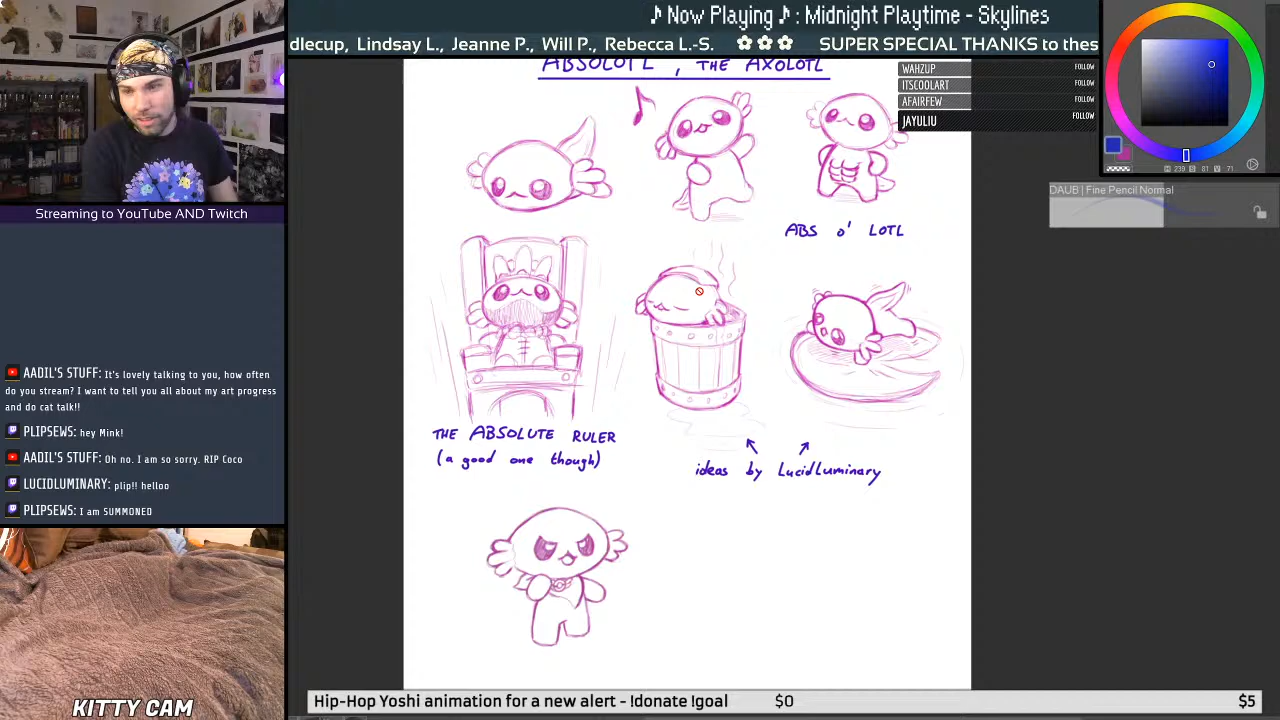 ♪ Now Playing ♪ : Midnight Playtime - Skylines
dlecup, Lindsay L., Jeanne P., Will P., Rebecca L.-S. ✿ ✿ ✿ SUPER SPECIAL THANKS to thes
ABSOLOTL, THE AXOLOTL
WAHZUP FOLLOW
ITSCOOLART FOLLOW
AFAIRFEW FOLLOW
JAYULIU FOLLOW
H 239 S 81 V 71
DAUB | Fine Pencil Normal
Streaming to YouTube AND Twitch
ABS O' LOTL
AADIL'S STUFF: It's lovely talking to you, how often
do you stream? I want to tell you all about my art progress
and do cat talk!!
PLIPSEWS: hey Mink!
AADIL'S STUFF: Oh no. I am so sorry. RIP Coco
LUCIDLUMINARY: plip!! helloo
PLIPSEWS: I am SUMMONED
THE ABSOLUTE RULER
(a good one though)
ideas by LucidLuminary
KITTY CAM
Hip-Hop Yoshi animation for a new alert - !donate !goal $0 $5